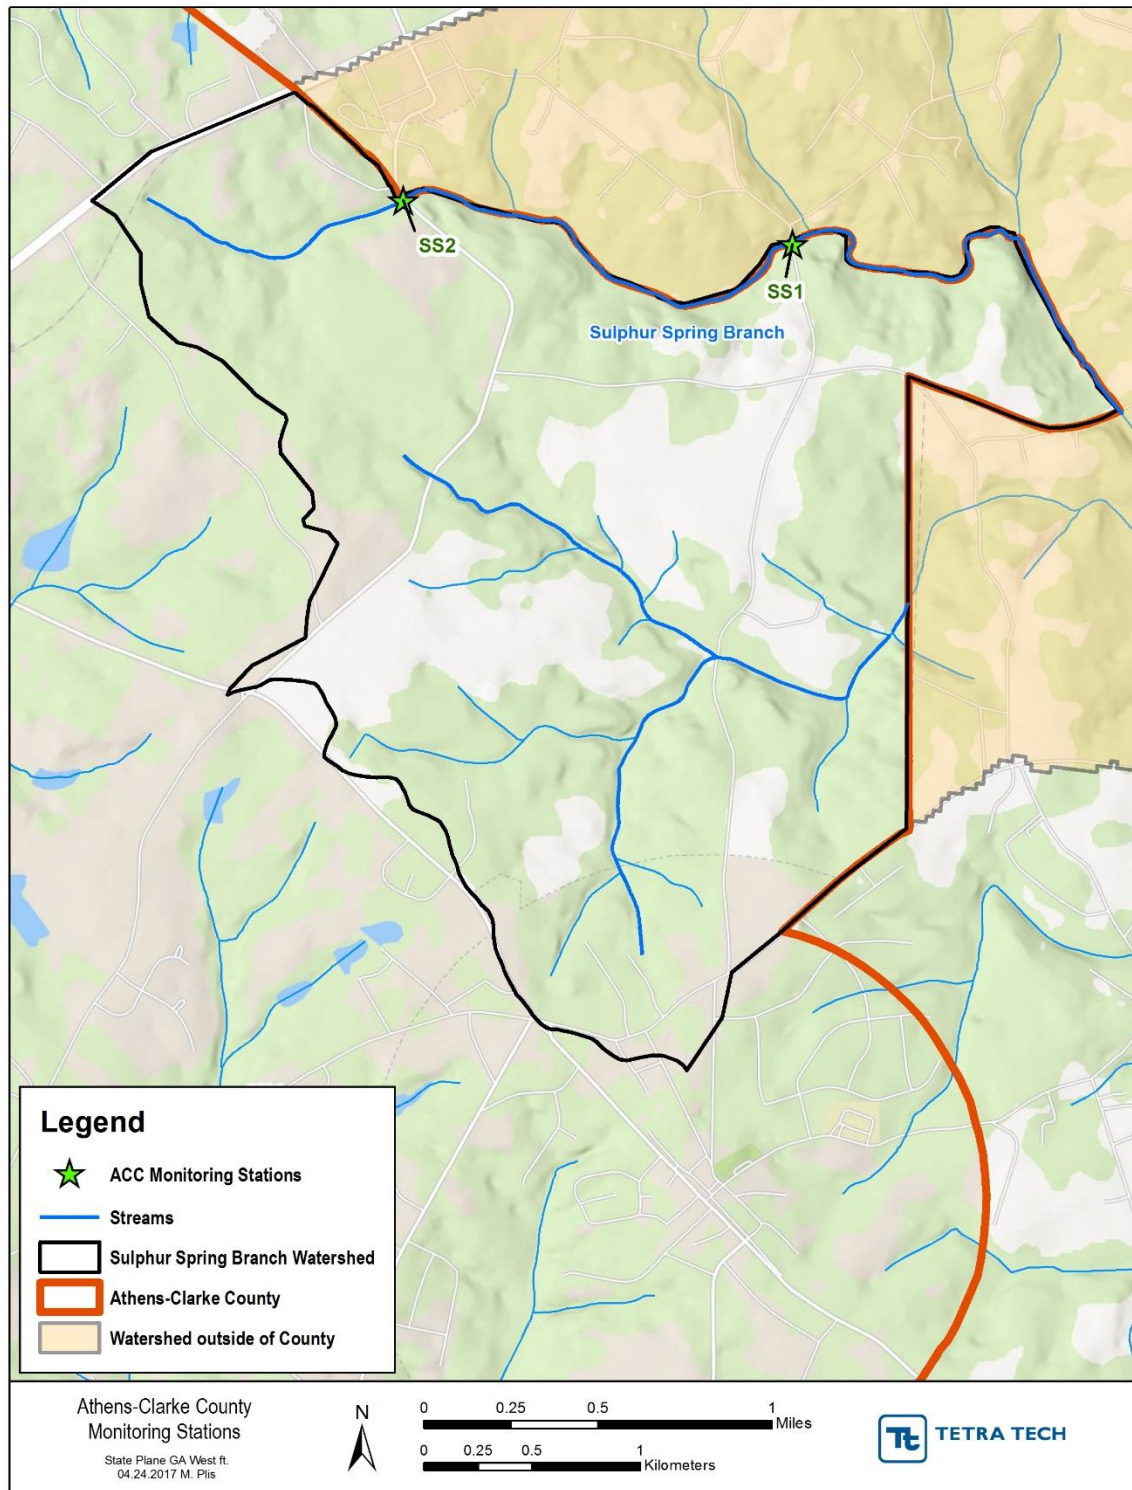 SS2
SS1
Sulphur Spring Branch
Legend
ACC Monitoring Stations
Streams
Sulphur Spring Branch Watershed
Athens-Clarke County
Watershed outside of County
Athens-Clarke County
Monitoring Stations
State Plane GA West ft.
04.24.2017 M. Plis
N
0 0.25 0.5 1
Miles
0 0.25 0.5 1
Kilometers
Tt TETRA TECH